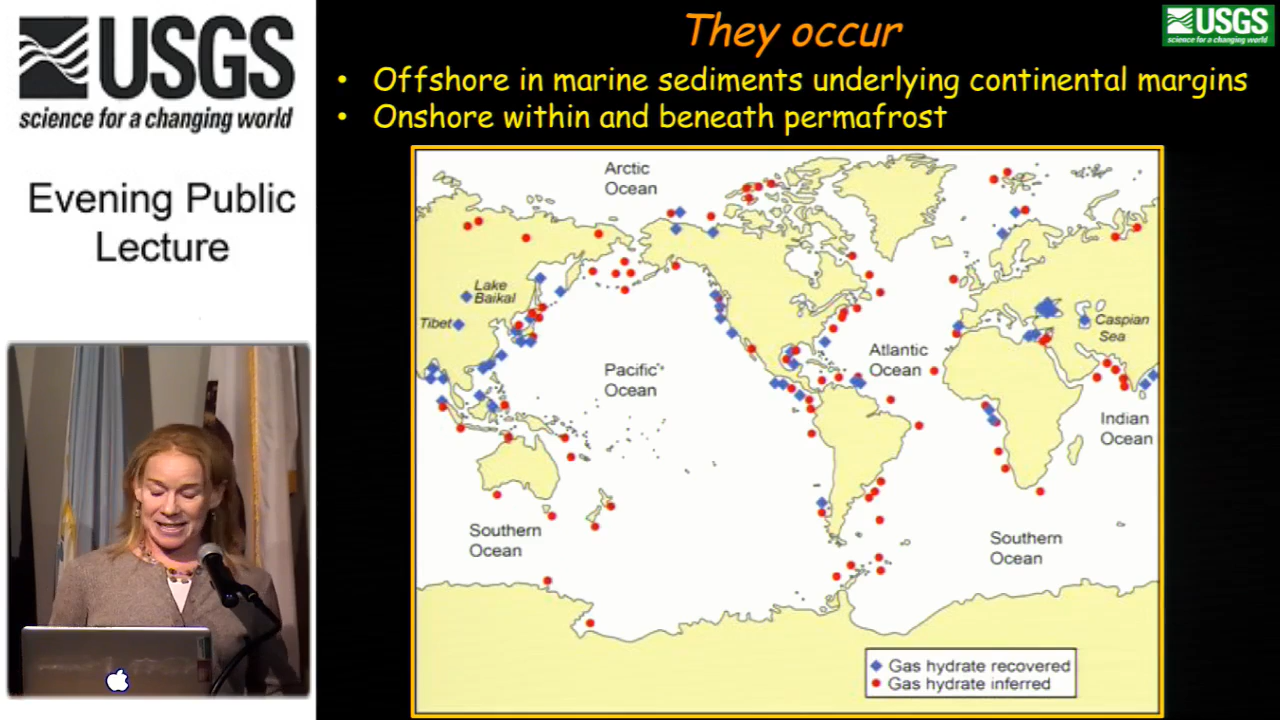 USGS
science for a changing world
Evening Public
Lecture
They occur
USGS
science for a changing world
• Offshore in marine sediments underlying continental margins
• Onshore within and beneath permafrost
Arctic
Ocean
Lake
Baikal
Tibet
Caspian
Sea
Pacific
Ocean
Atlantic
Ocean
Indian
Ocean
Southern
Ocean
Southern
Ocean
Gas hydrate recovered
Gas hydrate inferred